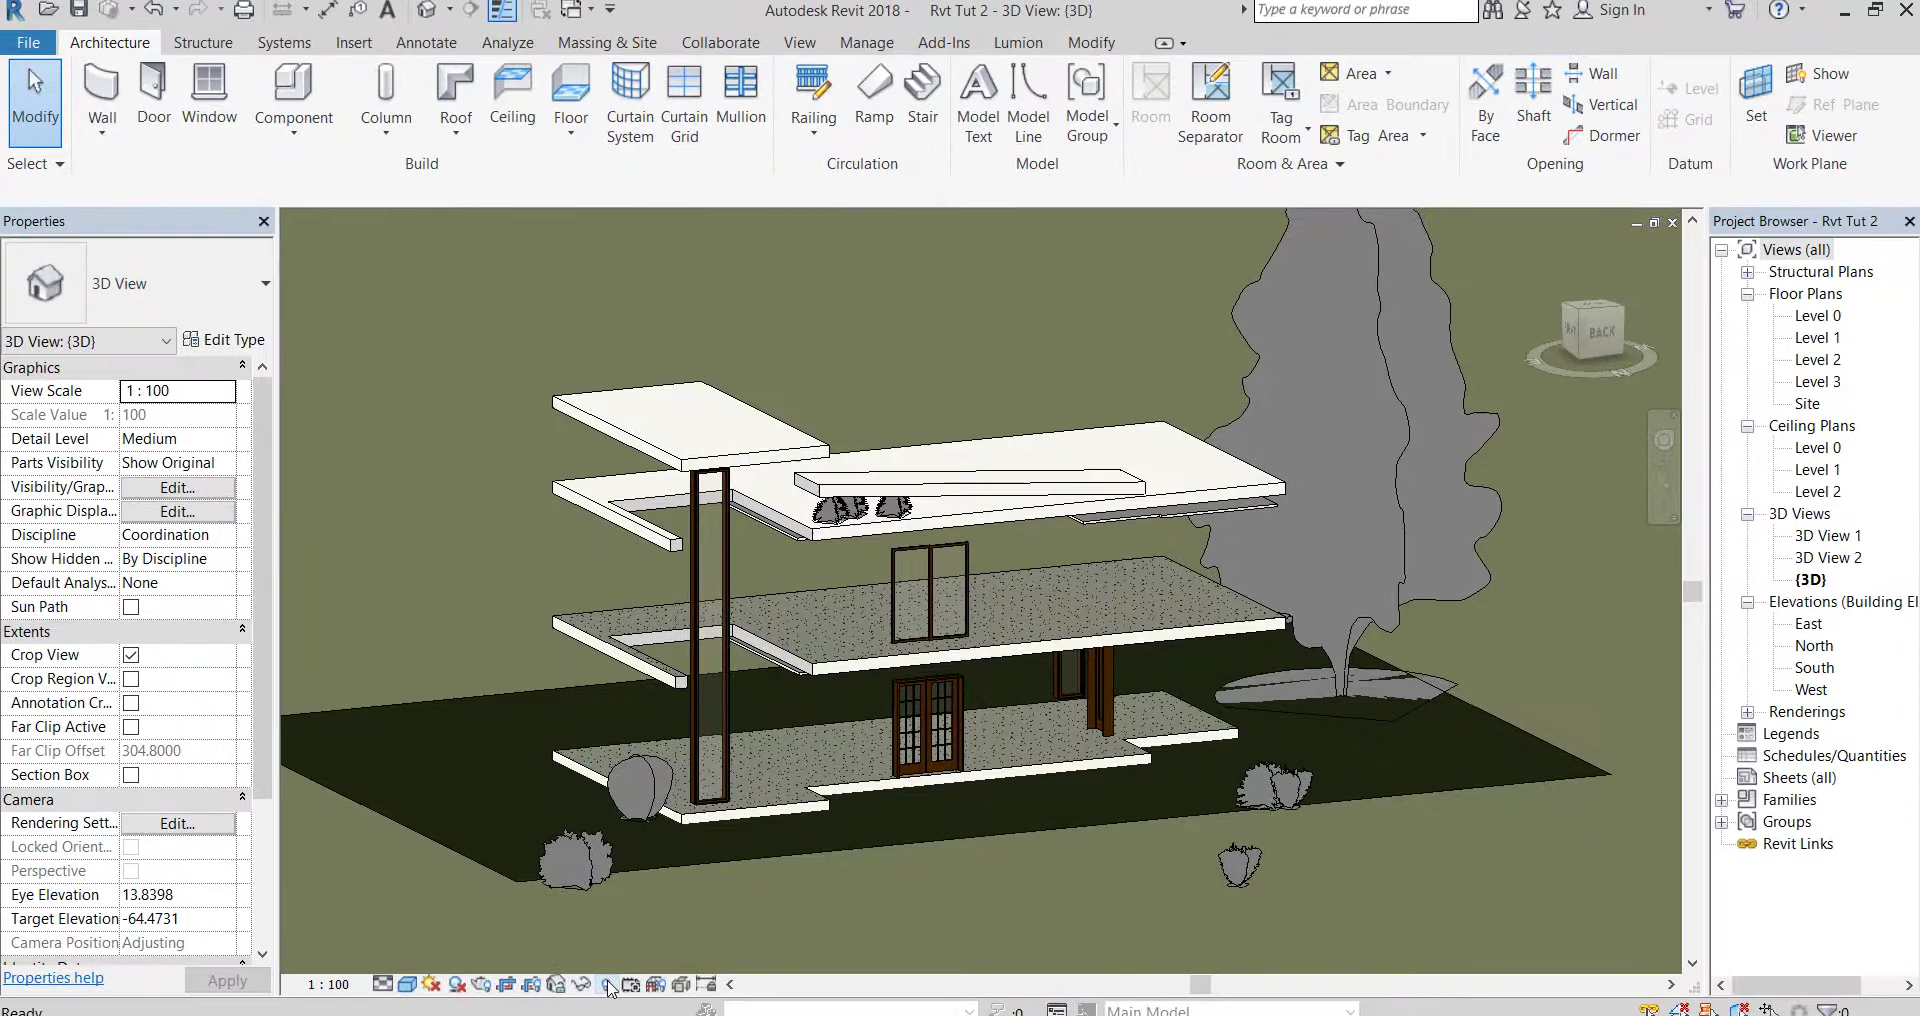 Autodesk Revit 2018 - Rvt Tut 2 - 3D View: {3D}
Type a keyword or phrase
Sign In
File Architecture Structure Systems Insert Annotate Analyze Massing & Site Collaborate View Manage Add-Ins Lumion Modify
Modify
Wall
Door
Window
Component
Column
Roof
Ceiling
Floor
Curtain System
Curtain Grid
Mullion
Railing
Ramp
Stair
Model Text
Model Line
Model Group
Room
Room Separator
Tag Room
Area
Area Boundary
Tag Area
By Face
Shaft
Wall
Vertical
Dormer
Level
Grid
Set
Show
Ref Plane
Viewer
Select
Build
Circulation
Model
Room & Area
Opening
Datum
Work Plane
Properties
3D View
3D View: {3D}
Edit Type
Graphics
View Scale 1 : 100
Scale Value 1: 100
Detail Level Medium
Parts Visibility Show Original
Visibility/Grap... Edit...
Graphic Displa... Edit...
Discipline Coordination
Show Hidden ... By Discipline
Default Analys... None
Sun Path
Extents
Crop View
Crop Region V...
Annotation Cr...
Far Clip Active
Far Clip Offset 304.8000
Section Box
Camera
Rendering Sett... Edit...
Locked Orient...
Perspective
Eye Elevation 13.8398
Target Elevation -64.4731
Camera Position Adjusting
Properties help
Apply
BACK
1 : 100
Ready
:0
Main Model
:0
Project Browser - Rvt Tut 2
Views (all)
Structural Plans
Floor Plans
Level 0
Level 1
Level 2
Level 3
Site
Ceiling Plans
Level 0
Level 1
Level 2
3D Views
3D View 1
3D View 2
{3D}
Elevations (Building El
East
North
South
West
Renderings
Legends
Schedules/Quantities
Sheets (all)
Families
Groups
Revit Links